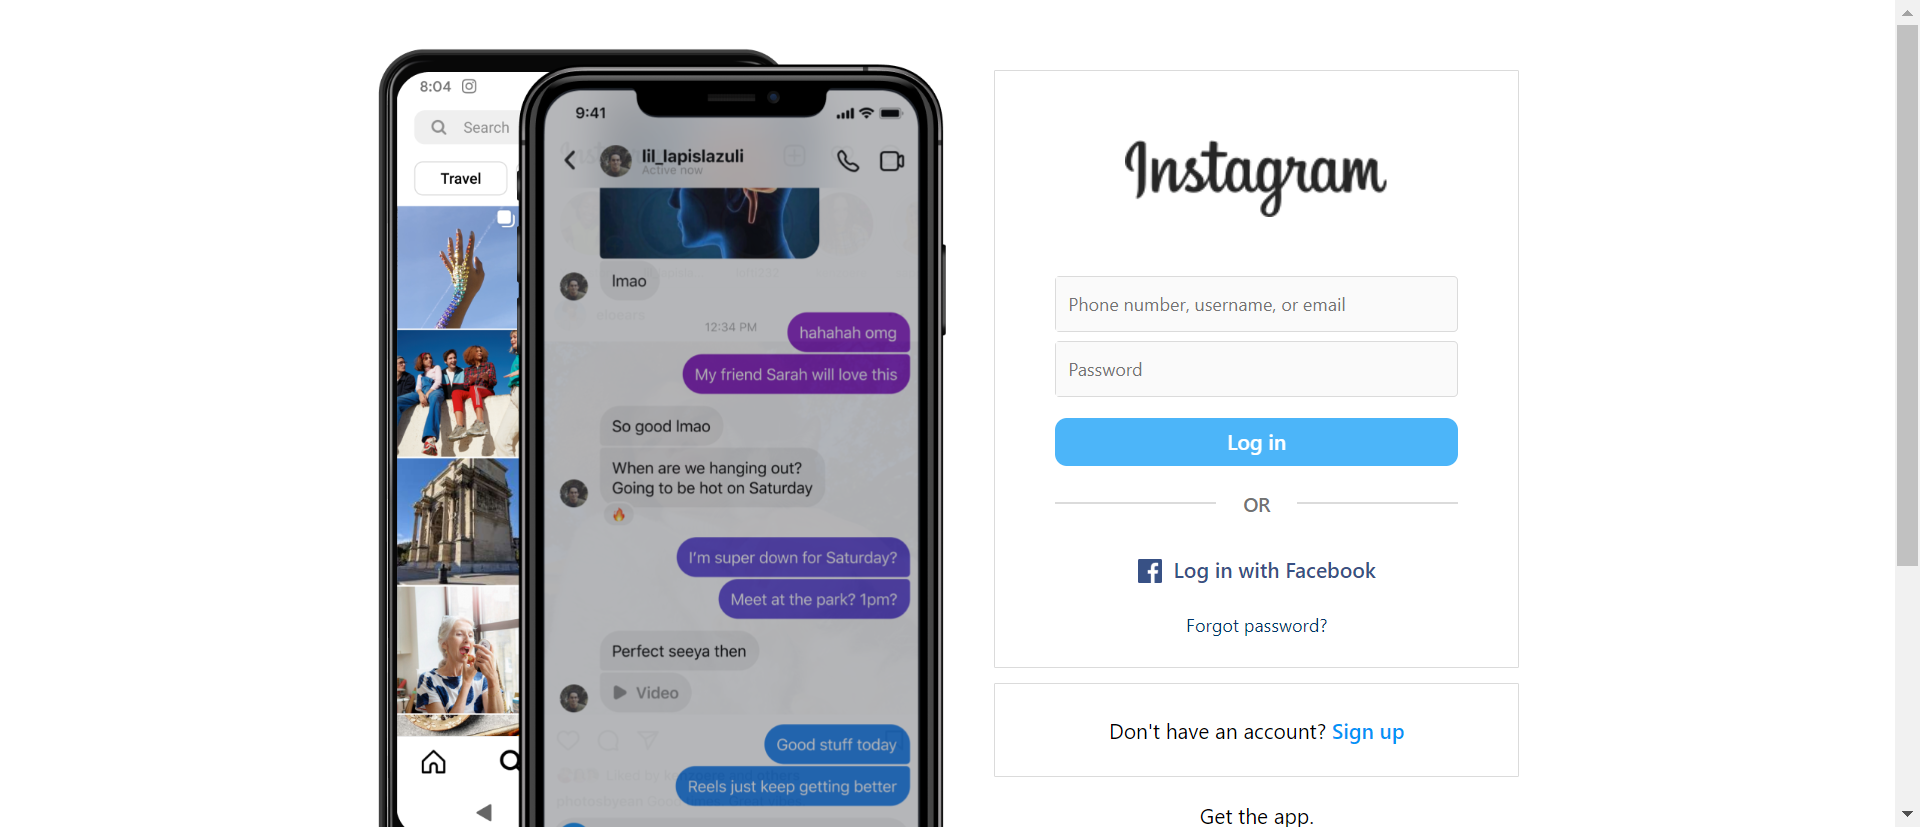 8:04
Search
Travel
9:41
lil_lapislazuli
Active now
lmao
12:34 PM
hahahah omg
My friend Sarah will love this
So good lmao
When are we hanging out?
Going to be hot on Saturday
I'm super down for Saturday?
Meet at the park? 1pm?
Perfect seeya then
Video
Good stuff today
Reels just keep getting better
Instagram
Phone number, username, or email
Password
Log in
OR
Log in with Facebook
Forgot password?
Don't have an account? Sign up
Get the app.